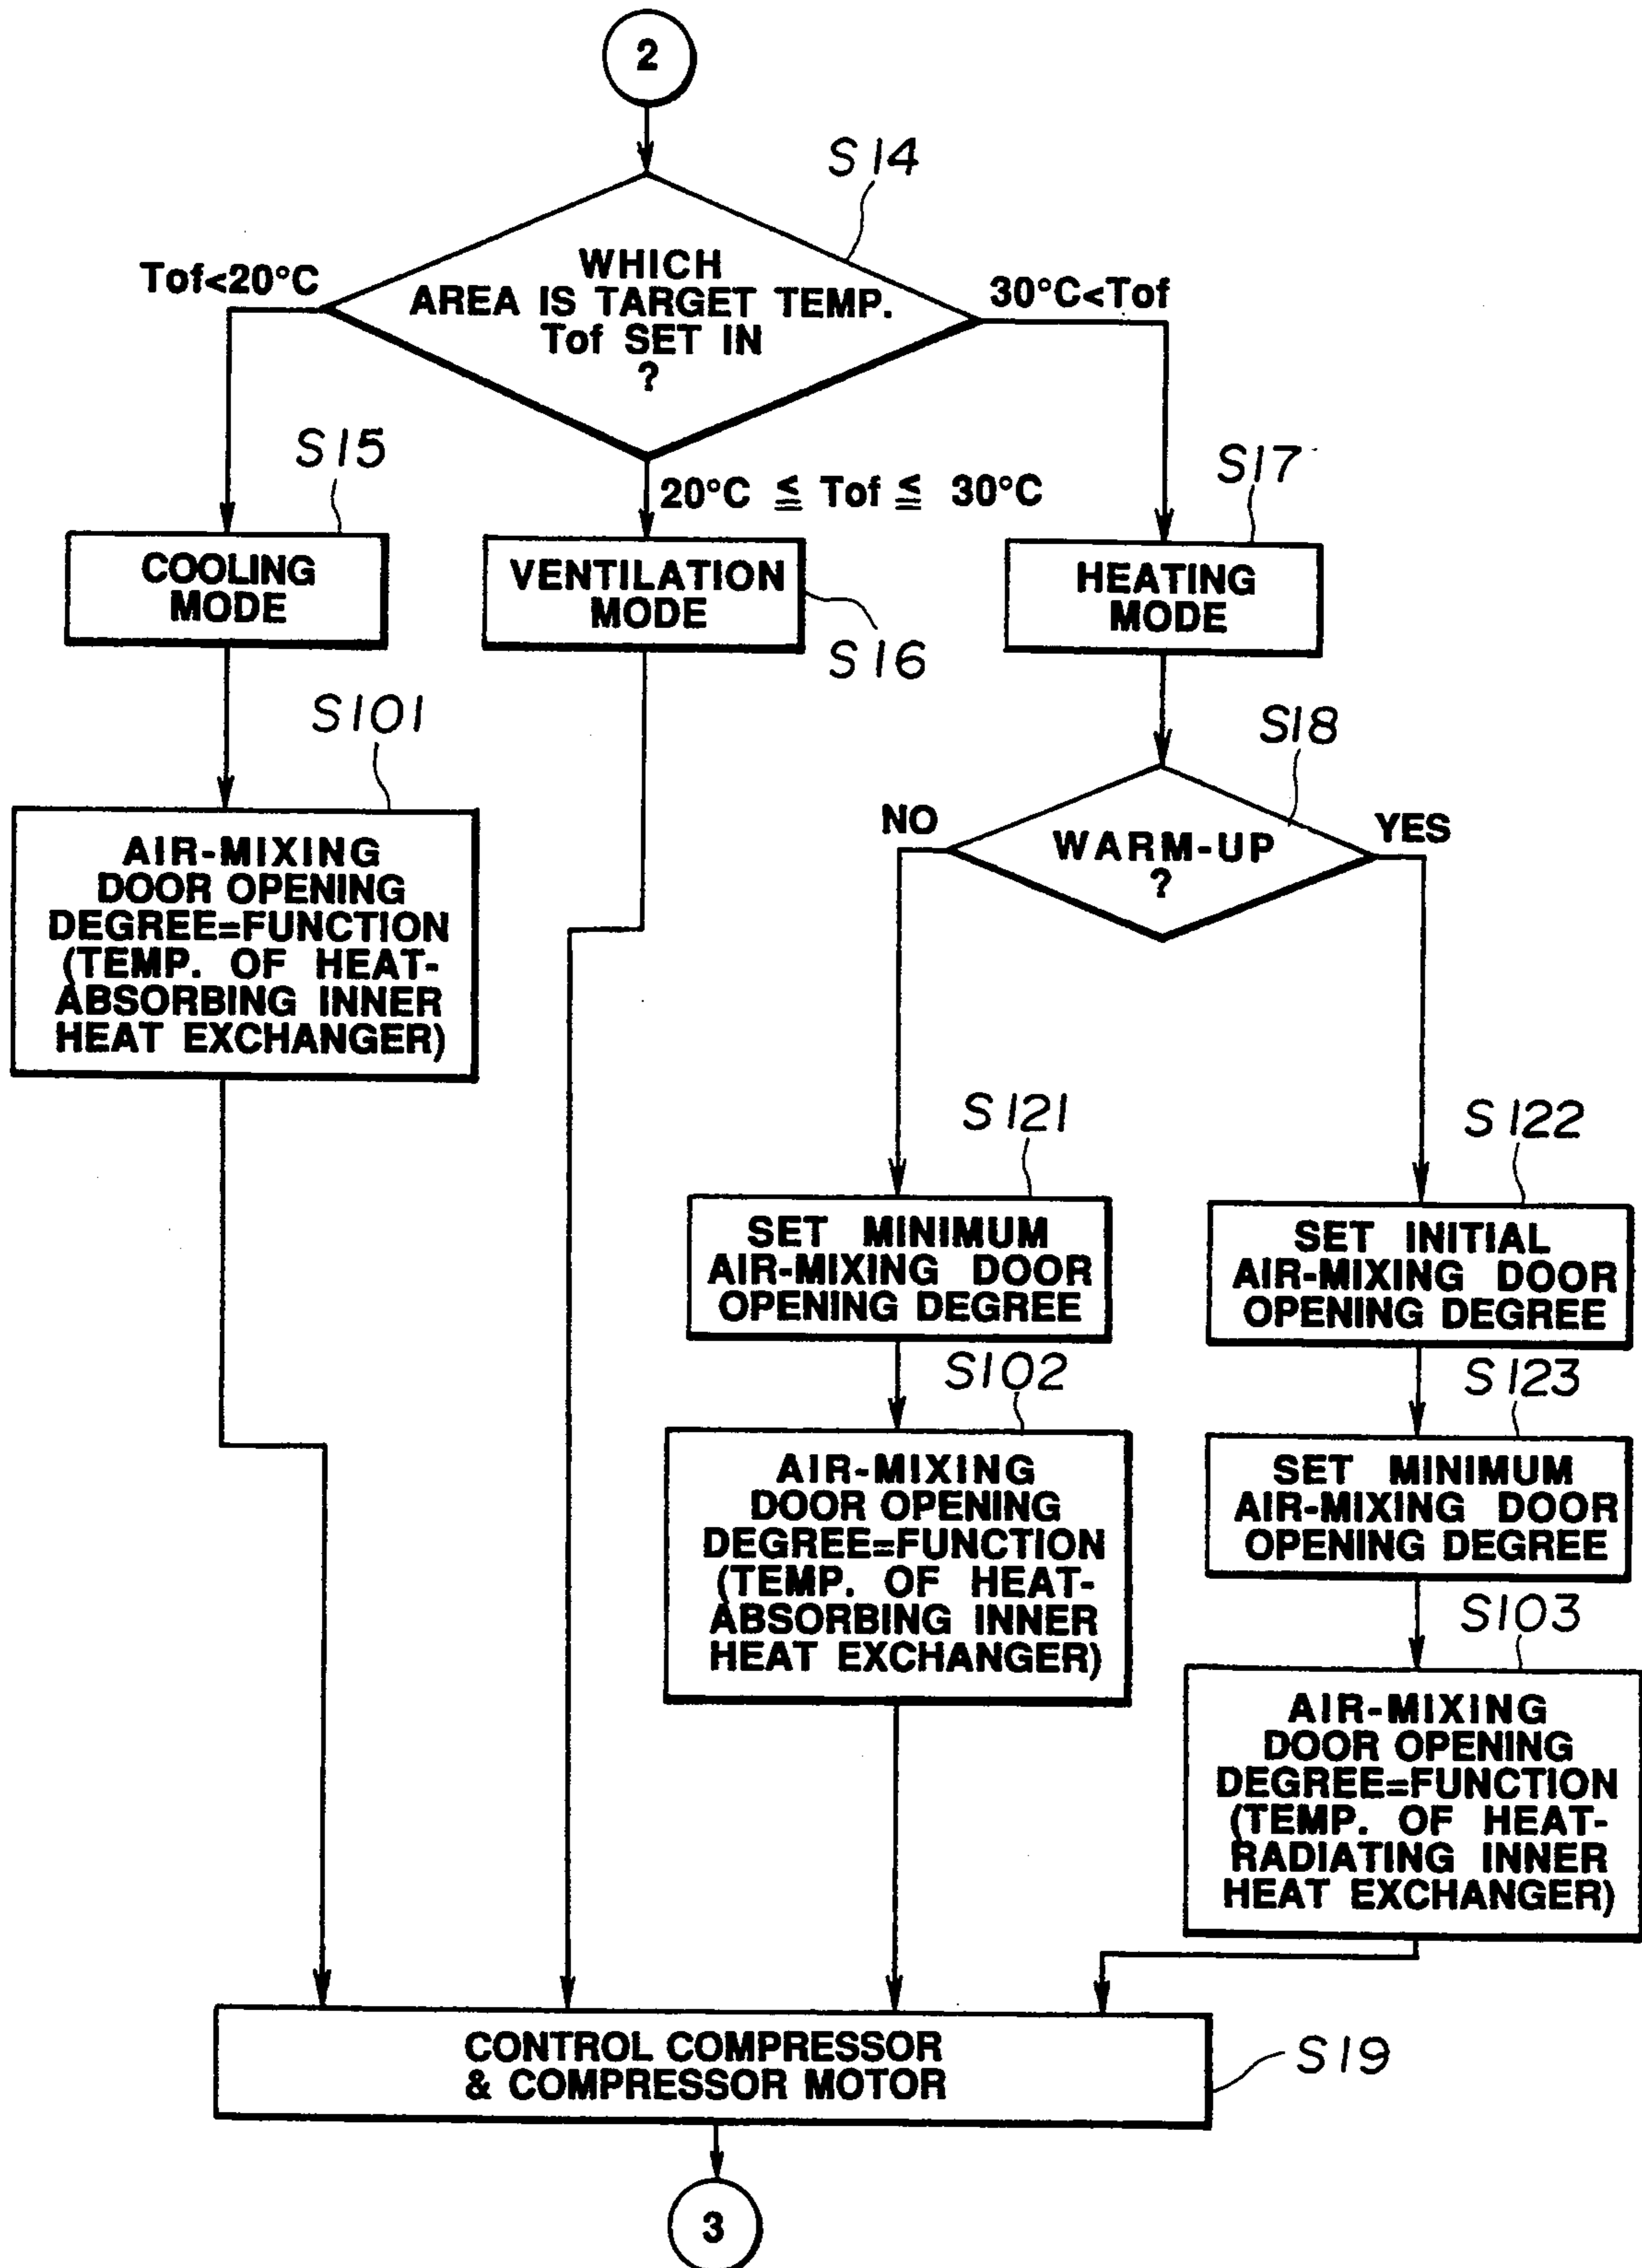 2
S14
WHICH
AREA IS TARGET TEMP.
Tof SET IN
?
Tof<20°C
30°C<Tof
20°C ≦ Tof ≦ 30°C
S15
COOLING
MODE
VENTILATION
MODE
S16
S17
HEATING
MODE
S101
AIR-MIXING
DOOR OPENING
DEGREE=FUNCTION
(TEMP. OF HEAT-
ABSORBING INNER
HEAT EXCHANGER)
S18
NO
WARM-UP
?
YES
S121
SET MINIMUM
AIR-MIXING DOOR
OPENING DEGREE
S122
SET INITIAL
AIR-MIXING DOOR
OPENING DEGREE
S102
AIR-MIXING
DOOR OPENING
DEGREE=FUNCTION
(TEMP. OF HEAT-
ABSORBING INNER
HEAT EXCHANGER)
S123
SET MINIMUM
AIR-MIXING DOOR
OPENING DEGREE
S103
AIR-MIXING
DOOR OPENING
DEGREE=FUNCTION
(TEMP. OF HEAT-
RADIATING INNER
HEAT EXCHANGER)
CONTROL COMPRESSOR
& COMPRESSOR MOTOR
S19
3